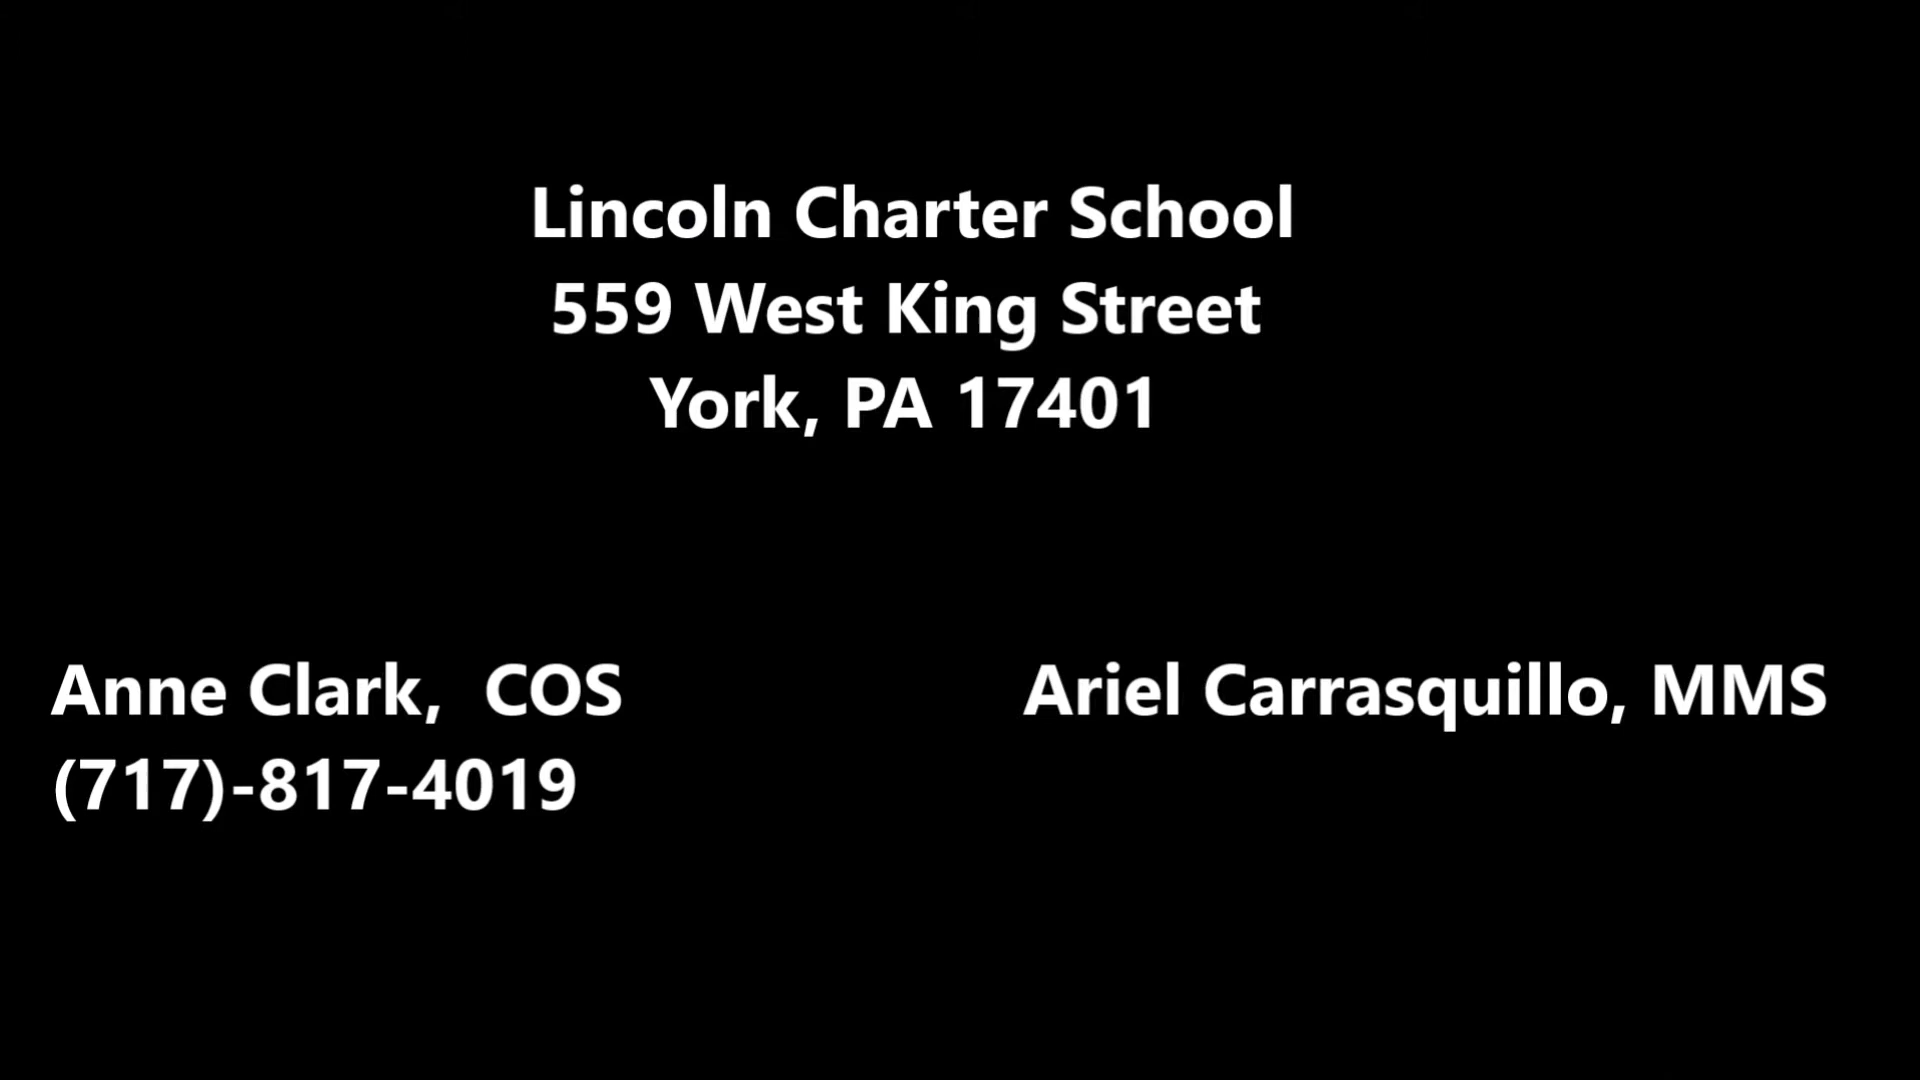 Lincoln Charter School
559 West King Street
York, PA 17401
Anne Clark,  COS
(717)-817-4019
Ariel Carrasquillo, MMS